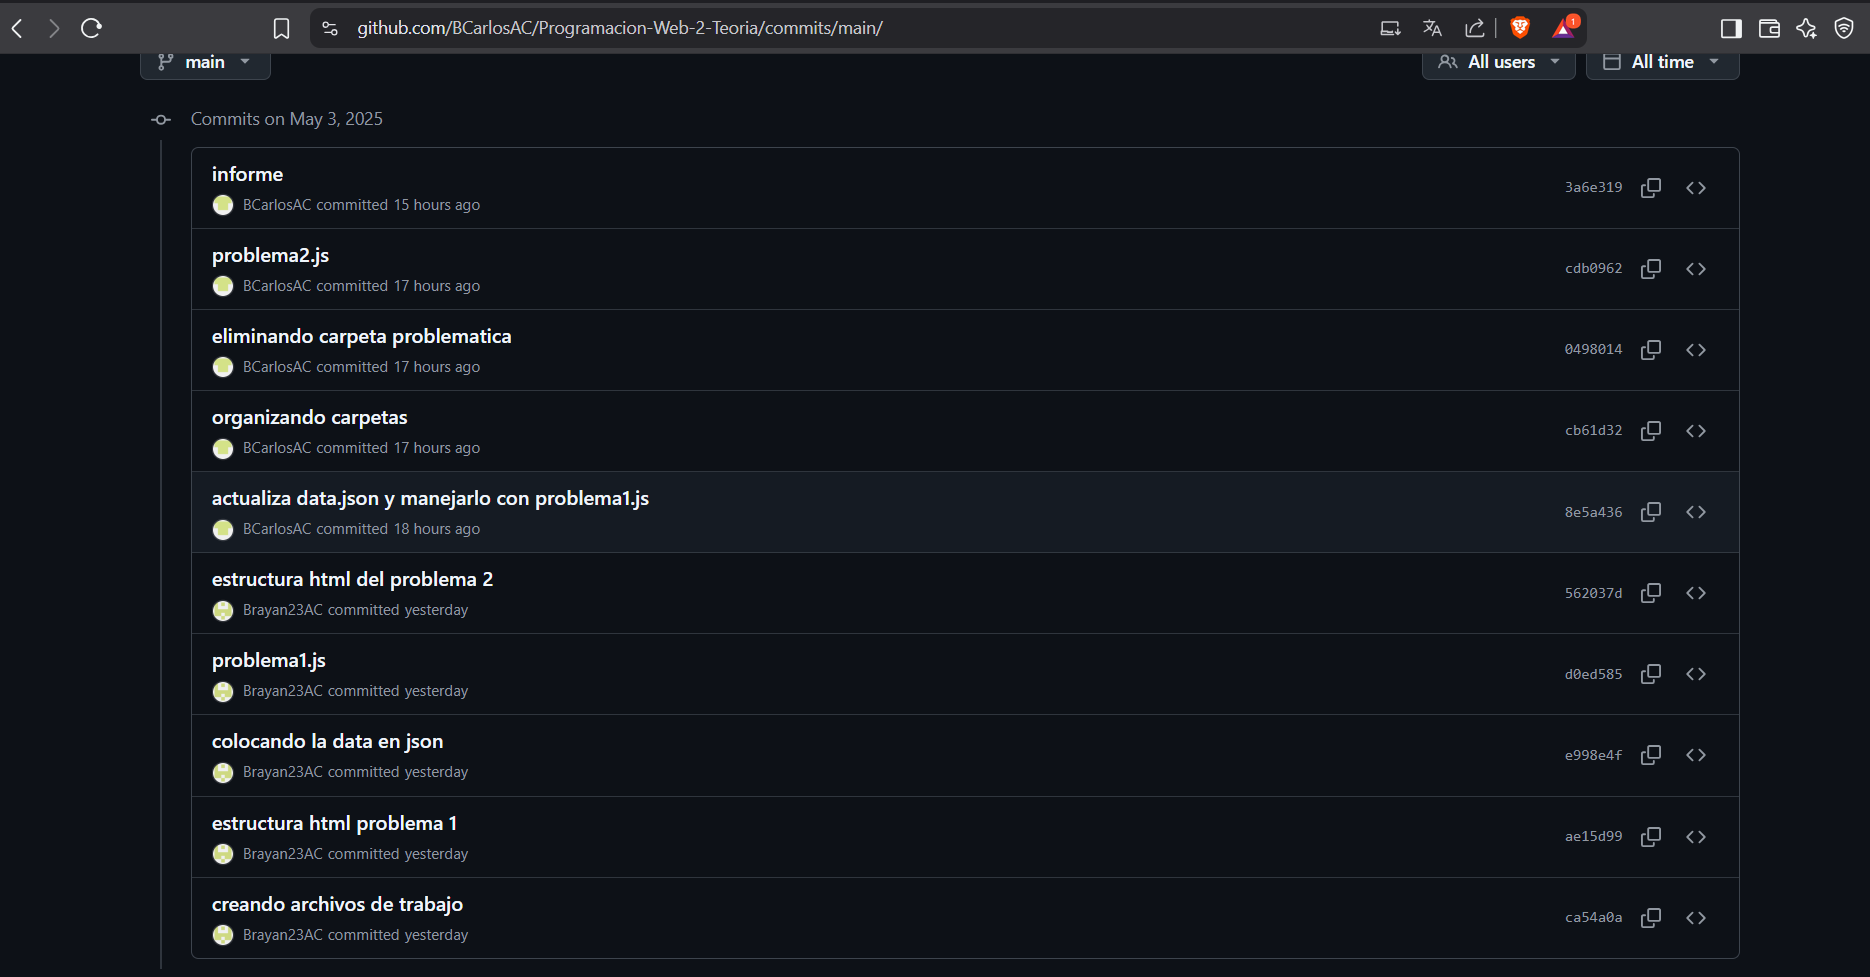 github.com/BCarlosAC/Programacion-Web-2-Teoria/commits/main/
1
main
All users
All time
Commits on May 3, 2025
informe
BCarlosAC committed 15 hours ago
3a6e319
problema2.js
BCarlosAC committed 17 hours ago
cdb0962
eliminando carpeta problematica
BCarlosAC committed 17 hours ago
0498014
organizando carpetas
BCarlosAC committed 17 hours ago
cb61d32
actualiza data.json y manejarlo con problema1.js
BCarlosAC committed 18 hours ago
8e5a436
estructura html del problema 2
Brayan23AC committed yesterday
562037d
problema1.js
Brayan23AC committed yesterday
d0ed585
colocando la data en json
Brayan23AC committed yesterday
e998e4f
estructura html problema 1
Brayan23AC committed yesterday
ae15d99
creando archivos de trabajo
Brayan23AC committed yesterday
ca54a0a